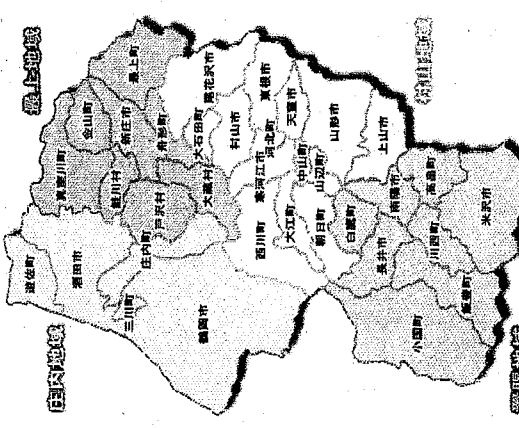 庄内地域
最上地域
村山地域
置賜地域
遊佐町
酒田市
三川町
庄内町
鶴岡市
真室川町
金山町
最上町
新庄市
鮭川村
舟形町
戸沢村
大蔵村
尾花沢市
大石田町
村山市
東根市
河北町
天童市
寒河江市
西川町
中山町
山辺町
大江町
朝日町
山形市
上山市
白鷹町
南陽市
高畠町
長井市
川西町
米沢市
飯豊町
小国町